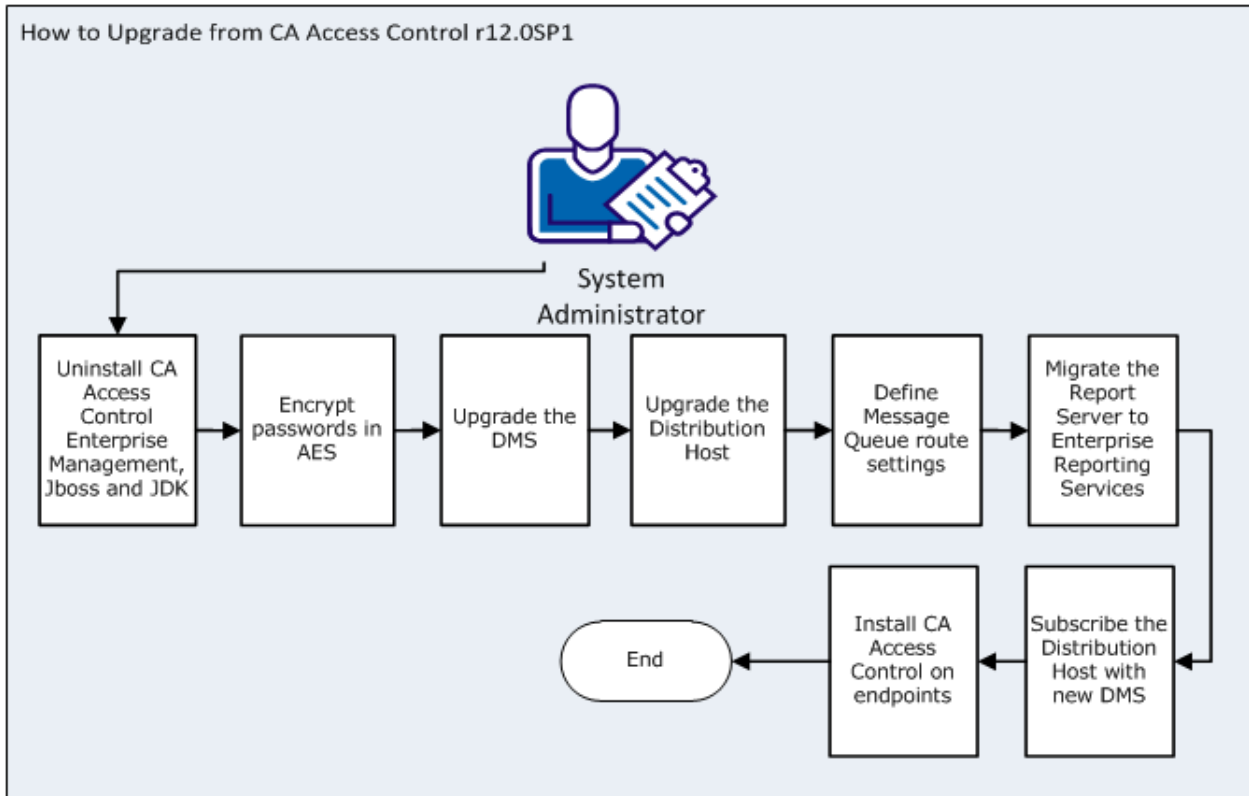 How to Upgrade from CA Access Control r12.0SP1
System
Administrator
Uninstall CA
Access
Control
Enterprise
Management,
Jboss and JDK
Encrypt
passwords in
AES
Upgrade the
DMS
Upgrade the
Distribution
Host
Define
Message
Queue route
settings
Migrate the
Report
Server to
Enterprise
Reporting
Services
Subscribe the
Distribution
Host with
new DMS
Install CA
Access
Control on
endpoints
End